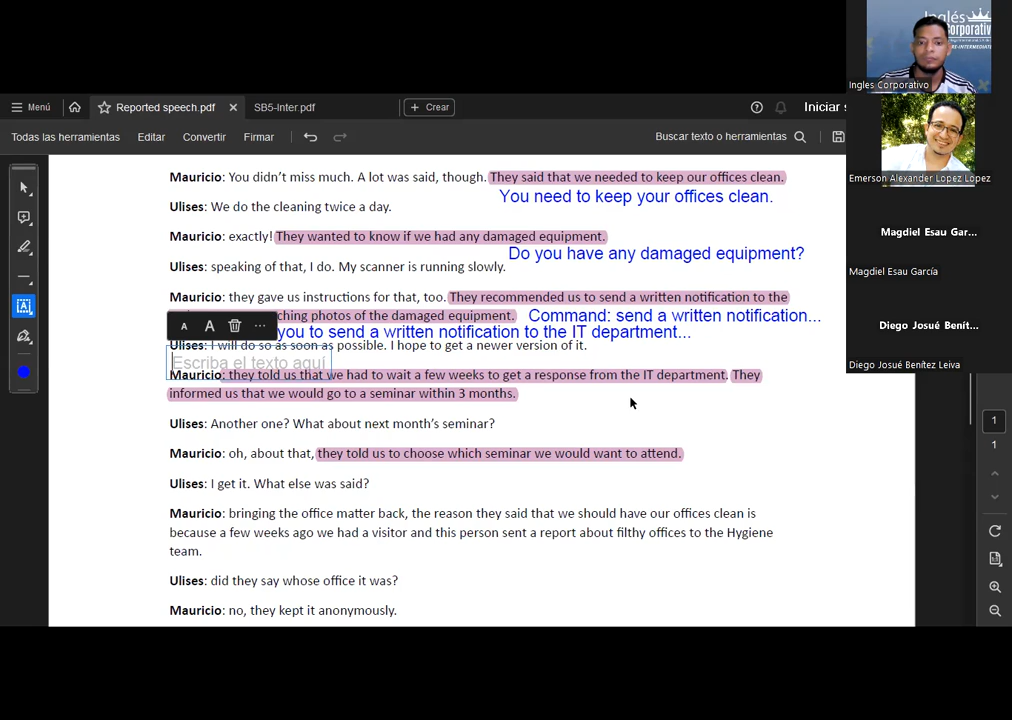 Inglés
Corporativo
RE-INTERMEDIATE
Ingles Corporativo
Menú
Reported speech.pdf
SB5-Inter.pdf
Crear
Iniciar s
Todas las herramientas
Editar
Convertir
Firmar
Buscar texto o herramientas
Emerson Alexander Lopez Lopez
Magdiel Esau Gar...
Magdiel Esaú García
Diego Josué Benít...
Diego Josué Benítez Leiva
Mauricio: You didn't miss much. A lot was said, though. They said that we needed to keep our offices clean.
You need to keep your offices clean.
Ulises: We do the cleaning twice a day.
Mauricio: exactly! They wanted to know if we had any damaged equipment.
Do you have any damaged equipment?
Ulises: speaking of that, I do. My scanner is running slowly.
Mauricio: they gave us instructions for that, too. They recommended us to send a written notification to the
ching photos of the damaged equipment.
Command: send a written notification...
you to send a written notification to the IT department...
Ulises: I will do so as soon as possible. I hope to get a newer version of it.
Escriba el texto aquí
Mauricio: they told us that we had to wait a few weeks to get a response from the IT department. They
informed us that we would go to a seminar within 3 months.
Ulises: Another one? What about next month's seminar?
Mauricio: oh, about that, they told us to choose which seminar we would want to attend.
Ulises: I get it. What else was said?
Mauricio: bringing the office matter back, the reason they said that we should have our offices clean is
because a few weeks ago we had a visitor and this person sent a report about filthy offices to the Hygiene
team.
Ulises: did they say whose office it was?
Mauricio: no, they kept it anonymously.
1
1